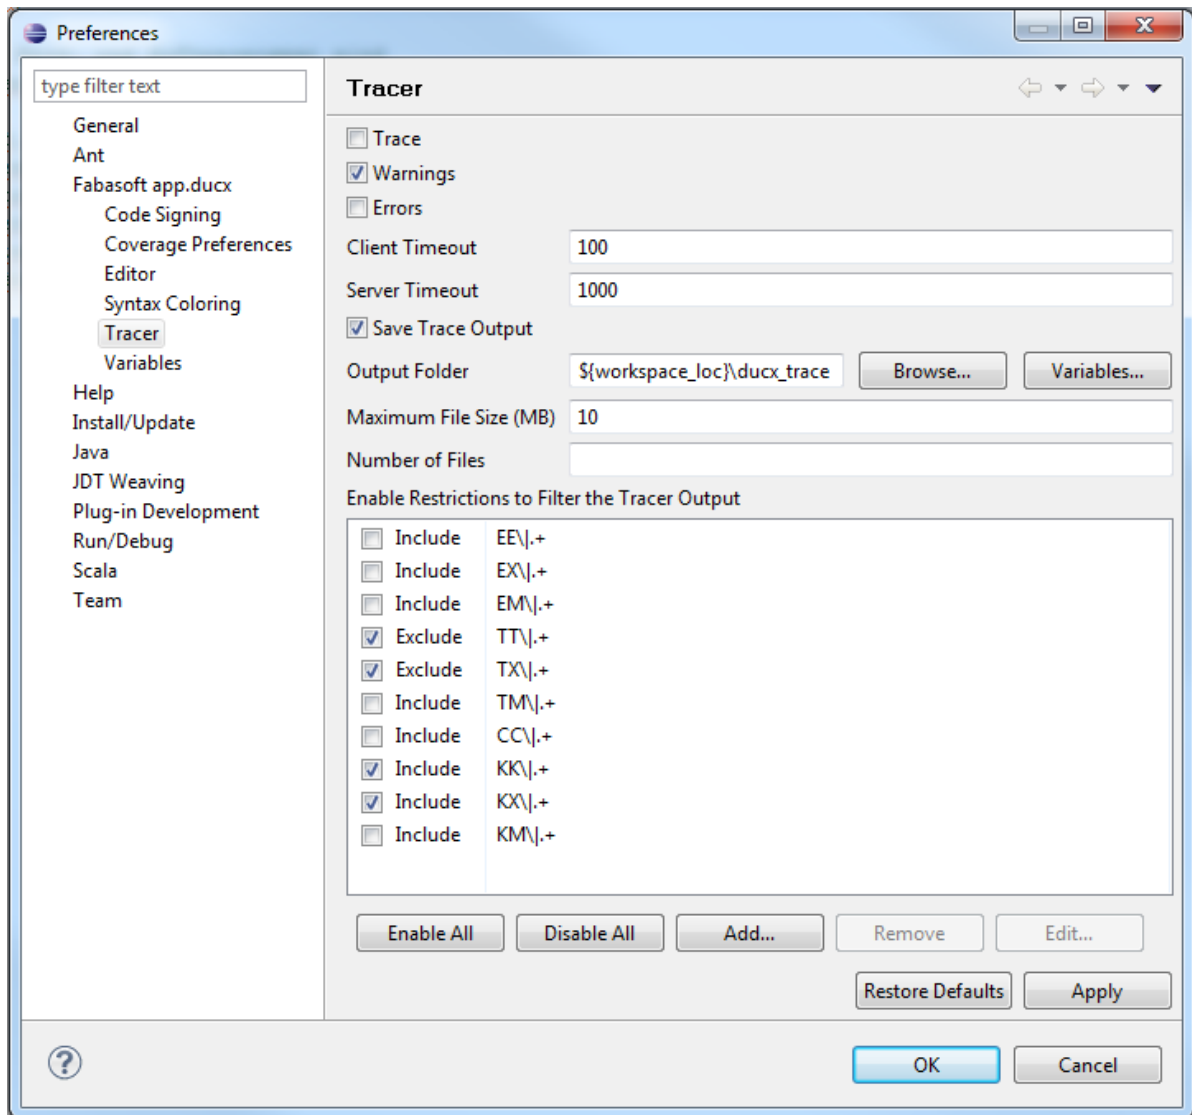 Preferences
type filter text
General
Ant
Fabasoft app.ducx
Code Signing
Coverage Preferences
Editor
Syntax Coloring
Tracer
Variables
Help
Install/Update
Java
JDT Weaving
Plug-in Development
Run/Debug
Scala
Team
Tracer
Trace
Warnings
Errors
Client Timeout 100
Server Timeout 1000
Save Trace Output
Output Folder ${workspace_loc}\ducx_trace Browse... Variables...
Maximum File Size (MB) 10
Number of Files
Enable Restrictions to Filter the Tracer Output
Include EE\|.+
Include EX\|.+
Include EM\|.+
Exclude TT\|.+
Exclude TX\|.+
Include TM\|.+
Include CC\|.+
Include KK\|.+
Include KX\|.+
Include KM\|.+
Enable All Disable All Add... Remove Edit...
Restore Defaults Apply
? OK Cancel